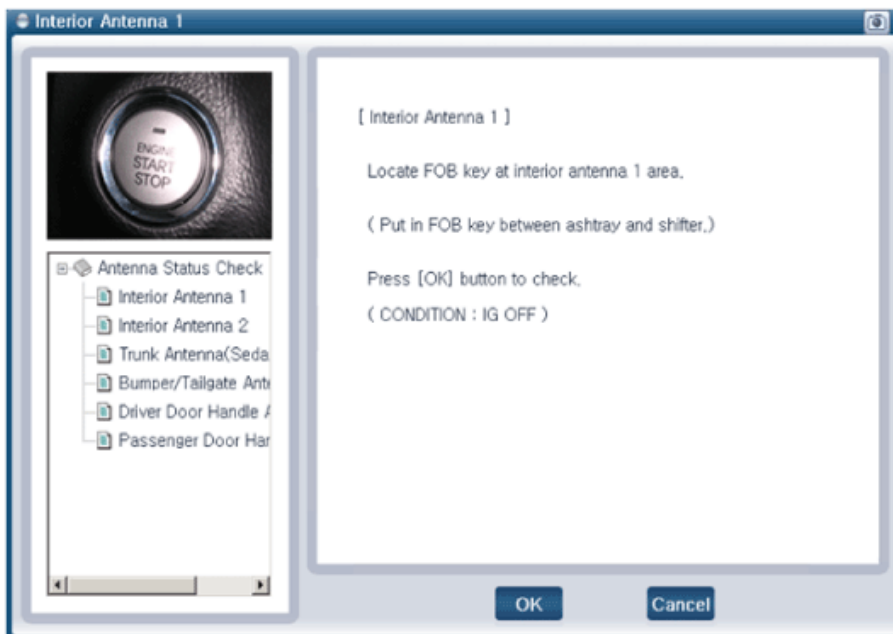 Interior Antenna 1
ENGINE
START
STOP
Antenna Status Check
Interior Antenna 1
Interior Antenna 2
Trunk Antenna(Seda
Bumper/Tailgate Ant
Driver Door Handle
Passenger Door Har
[ Interior Antenna 1 ]
Locate FOB key at interior antenna 1 area,
( Put in FOB key between ashtray and shifter,)
Press [OK] button to check,
( CONDITION : IG OFF )
OK
Cancel